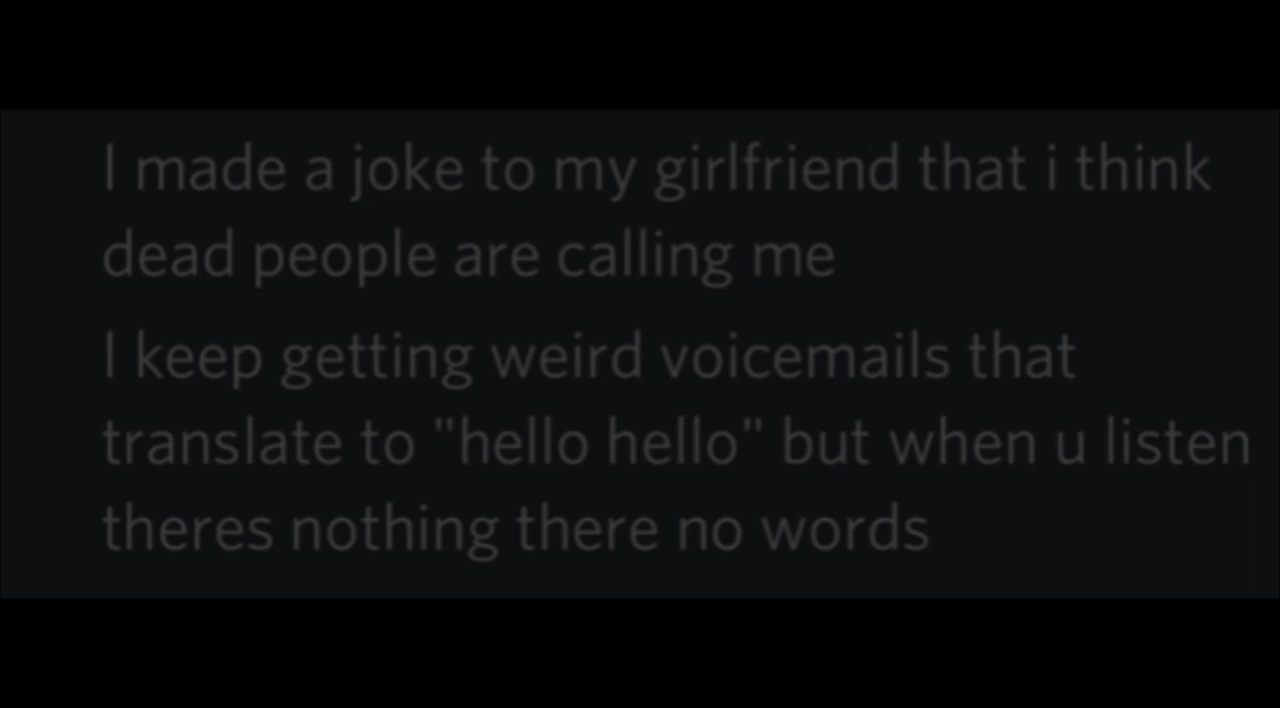 I made a joke to my girlfriend that i think
dead people are calling me
I keep getting weird voicemails that
translate to "hello hello" but when u listen
theres nothing there no words